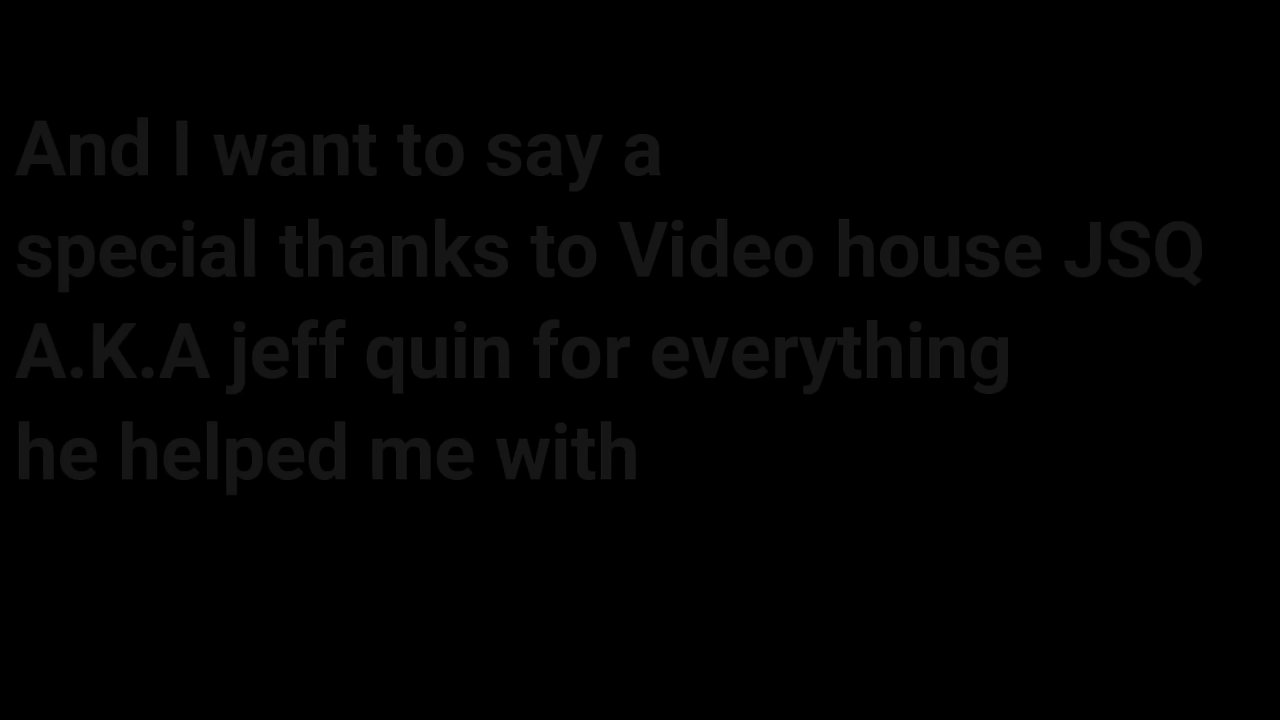 And I want to say a
special thanks to Video house JSQ
A.K.A jeff quin for everything
he helped me with